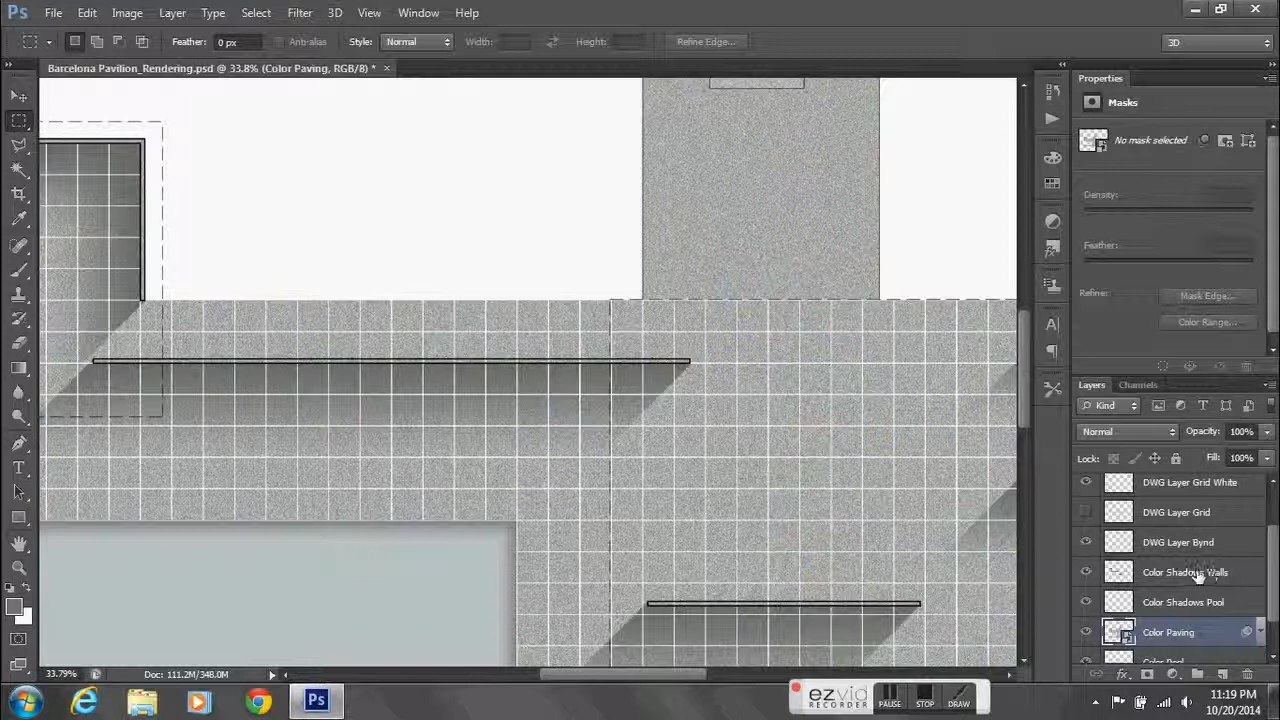 Ps File Edit Image Layer Type Select Filter 3D View Window Help
Feather: 0 px Anti-alias Style: Normal Width: Height: Refine Edge... 3D
Barcelona Pavilion_Rendering.psd @ 33.8% (Color Paving, RGB/8) * ×
Properties
Masks
No mask selected
Density:
Feather:
Refine: Mask Edge...
Color Range...
Layers Channels
Kind
Normal Opacity: 100%
Lock: Fill: 100%
DWG Layer Grid White
DWG Layer Grid
DWG Layer Bynd
Color Shadows Walls
Color Shadows Pool
Color Paving
Color Pool
33.79% Doc: 111.2M/348.0M
ezvid
RECORDER
PAUSE STOP DRAW
Ps
11:19 PM
10/20/2014